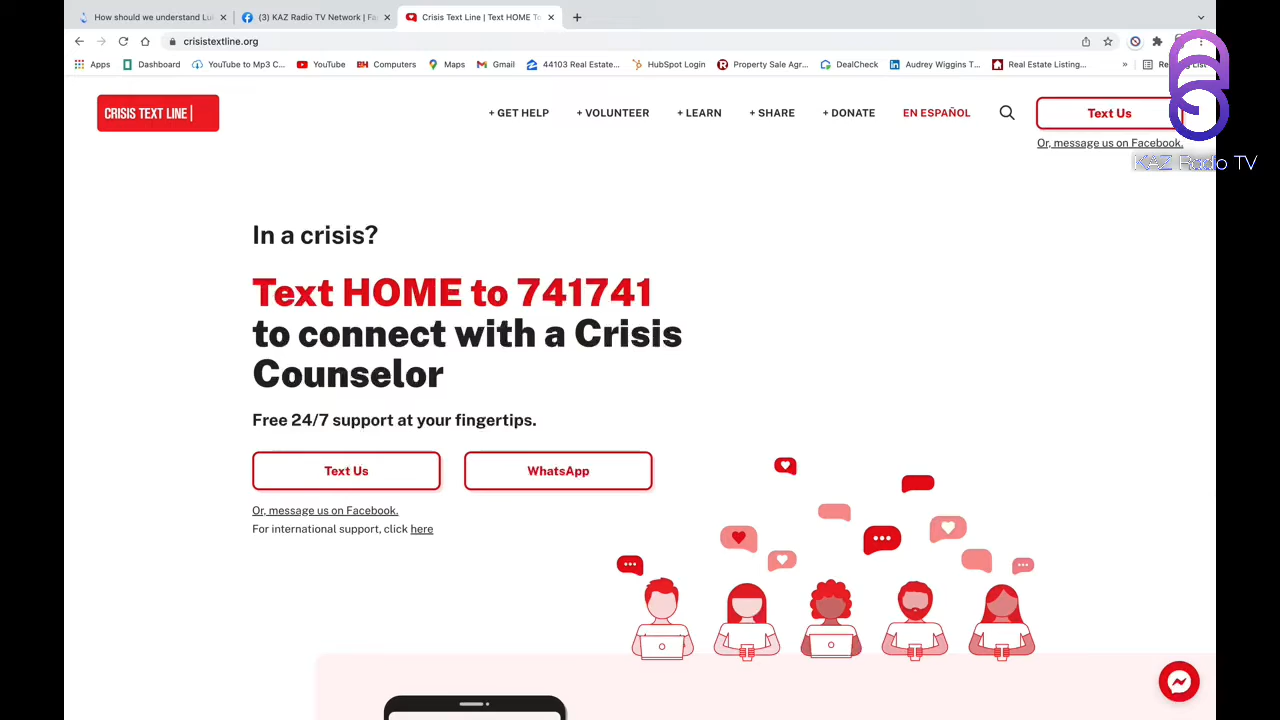 How should we understand Lu
(3) KAZ Radio TV Network | Fa
Crisis Text Line | Text HOME To
crisistextline.org
Apps
Dashboard
YouTube to Mp3 C...
YouTube
Computers
Maps
Gmail
44103 Real Estate...
HubSpot Login
Property Sale Agr...
DealCheck
Audrey Wiggins T...
Real Estate Listing...
»
CRISIS TEXT LINE |
+ GET HELP
+ VOLUNTEER
+ LEARN
+ SHARE
+ DONATE
EN ESPAÑOL
Text Us
Or, message us on Facebook.
KAZ Radio TV
In a crisis?
Text HOME to 741741
to connect with a Crisis
Counselor
Free 24/7 support at your fingertips.
Text Us
WhatsApp
Or, message us on Facebook.
For international support, click here